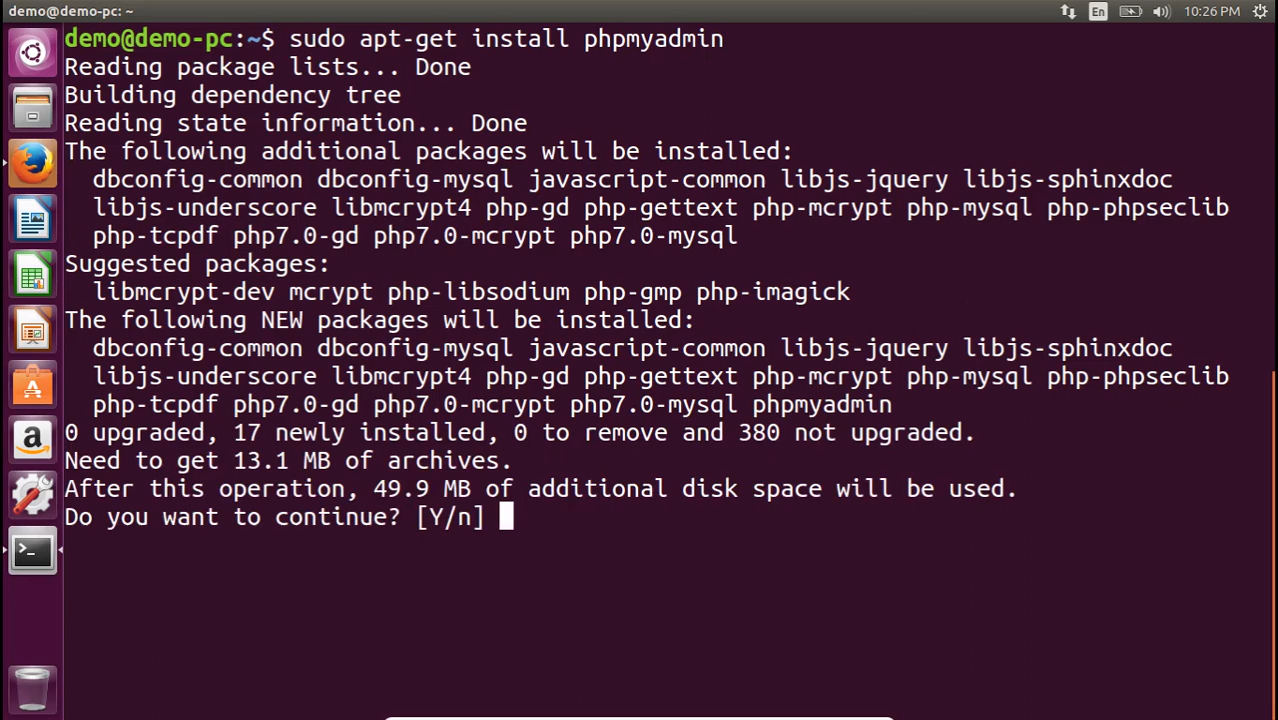 demo@demo-pc: ~
En
10:26 PM
demo@demo-pc:~$ sudo apt-get install phpmyadmin
Reading package lists... Done
Building dependency tree
Reading state information... Done
The following additional packages will be installed:
  dbconfig-common dbconfig-mysql javascript-common libjs-jquery libjs-sphinxdoc
  libjs-underscore libmcrypt4 php-gd php-gettext php-mcrypt php-mysql php-phpseclib
  php-tcpdf php7.0-gd php7.0-mcrypt php7.0-mysql
Suggested packages:
  libmcrypt-dev mcrypt php-libsodium php-gmp php-imagick
The following NEW packages will be installed:
  dbconfig-common dbconfig-mysql javascript-common libjs-jquery libjs-sphinxdoc
  libjs-underscore libmcrypt4 php-gd php-gettext php-mcrypt php-mysql php-phpseclib
  php-tcpdf php7.0-gd php7.0-mcrypt php7.0-mysql phpmyadmin
0 upgraded, 17 newly installed, 0 to remove and 380 not upgraded.
Need to get 13.1 MB of archives.
After this operation, 49.9 MB of additional disk space will be used.
Do you want to continue? [Y/n]